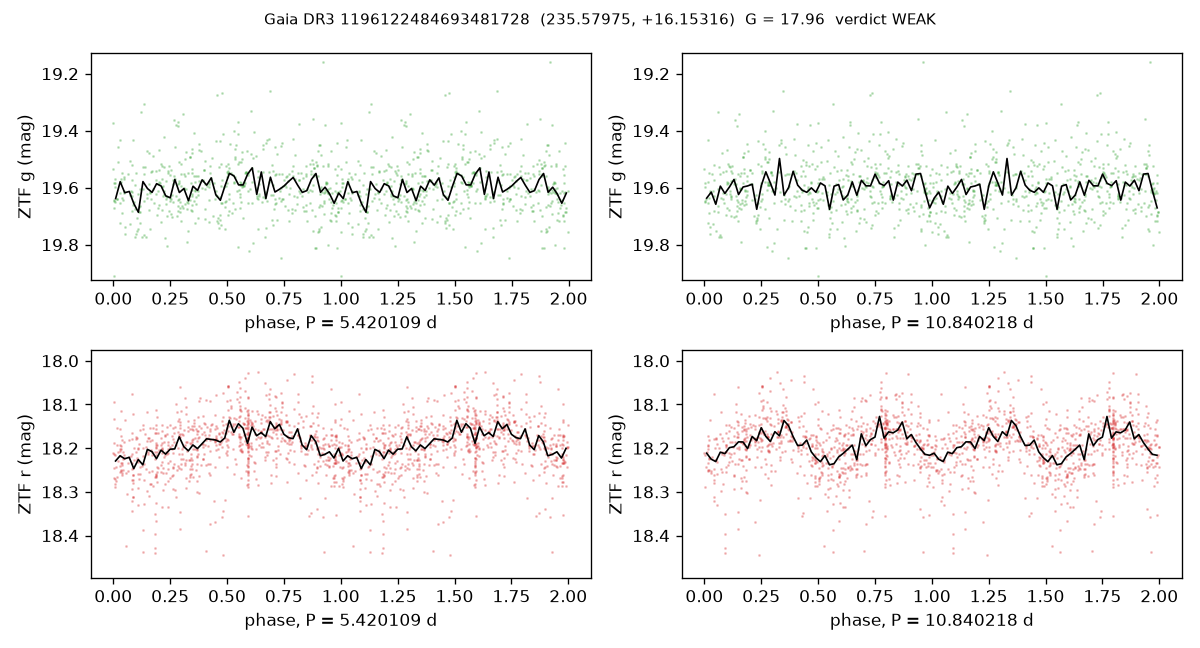 Gaia DR3 1196122484693481728  (235.57975, +16.15316)  G = 17.96  verdict WEAK
ZTF g (mag)
19.2
19.4
19.6
19.8
0.00 0.25 0.50 0.75 1.00 1.25 1.50 1.75 2.00
phase, P = 5.420109 d
ZTF g (mag)
19.2
19.4
19.6
19.8
0.00 0.25 0.50 0.75 1.00 1.25 1.50 1.75 2.00
phase, P = 10.840218 d
ZTF r (mag)
18.0
18.1
18.2
18.3
18.4
0.00 0.25 0.50 0.75 1.00 1.25 1.50 1.75 2.00
phase, P = 5.420109 d
ZTF r (mag)
18.0
18.1
18.2
18.3
18.4
0.00 0.25 0.50 0.75 1.00 1.25 1.50 1.75 2.00
phase, P = 10.840218 d